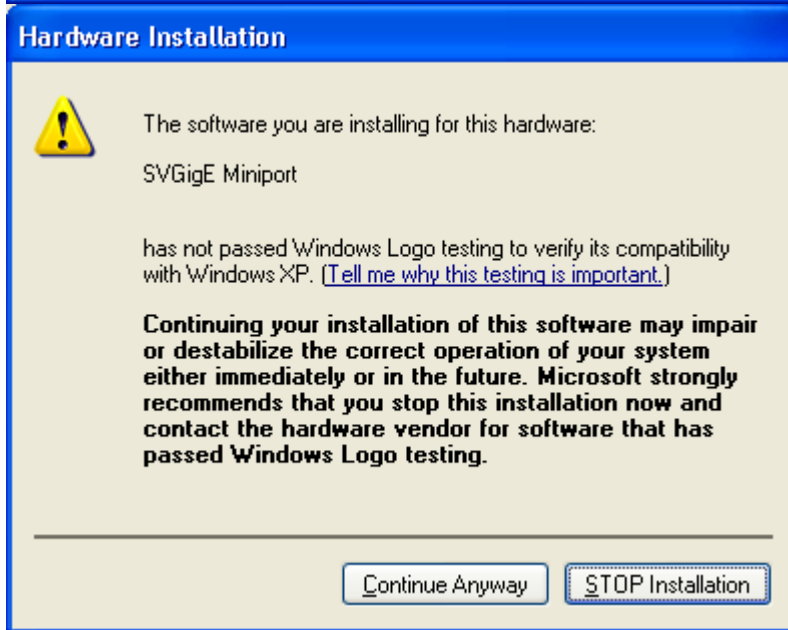 Hardware Installation
The software you are installing for this hardware:
SVGigE Miniport
has not passed Windows Logo testing to verify its compatibility
with Windows XP. (Tell me why this testing is important.)
Continuing your installation of this software may impair
or destabilize the correct operation of your system
either immediately or in the future. Microsoft strongly
recommends that you stop this installation now and
contact the hardware vendor for software that has
passed Windows Logo testing.
Continue Anyway
STOP Installation